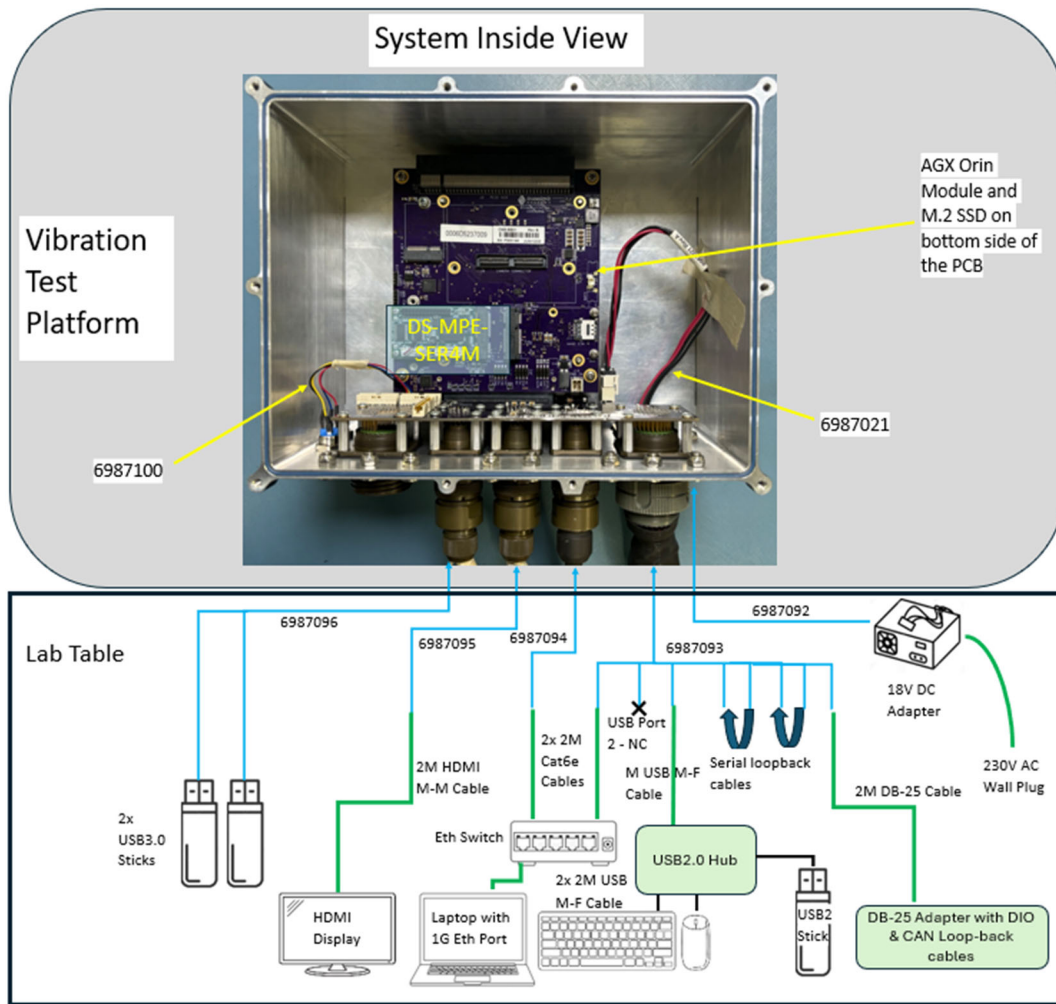 System Inside View
Vibration
Test
Platform
AGX Orin
Module and
M.2 SSD on
bottom side of
the PCB
DS-MPE-
SER4M
6987100
6987021
Lab Table
6987096
6987095
6987094
6987093
6987092
18V DC
Adapter
230V AC
Wall Plug
2x
USB3.0
Sticks
2M HDMI
M-M Cable
2x 2M
Cat6e
Cables
USB Port
2 - NC
M USB M-F
Cable
Serial loopback
cables
2M DB-25 Cable
Eth Switch
USB2.0 Hub
2x 2M USB
M-F Cable
HDMI
Display
Laptop with
1G Eth Port
USB2
Stick
DB-25 Adapter with DIO
& CAN Loop-back
cables